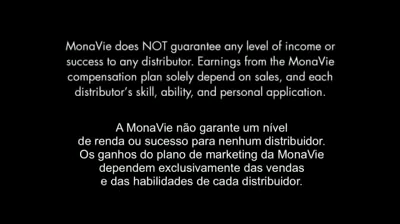 MonaVie does NOT guarantee any level of income or
success to any distributor. Earnings from the MonaVie
compensation plan solely depend on sales, and each
distributor's skill, ability, and personal application.
A MonaVie não garante um nível
de renda ou sucesso para nenhum distribuidor.
Os ganhos do plano de marketing da MonaVie
dependem exclusivamente das vendas
e das habilidades de cada distribuidor.